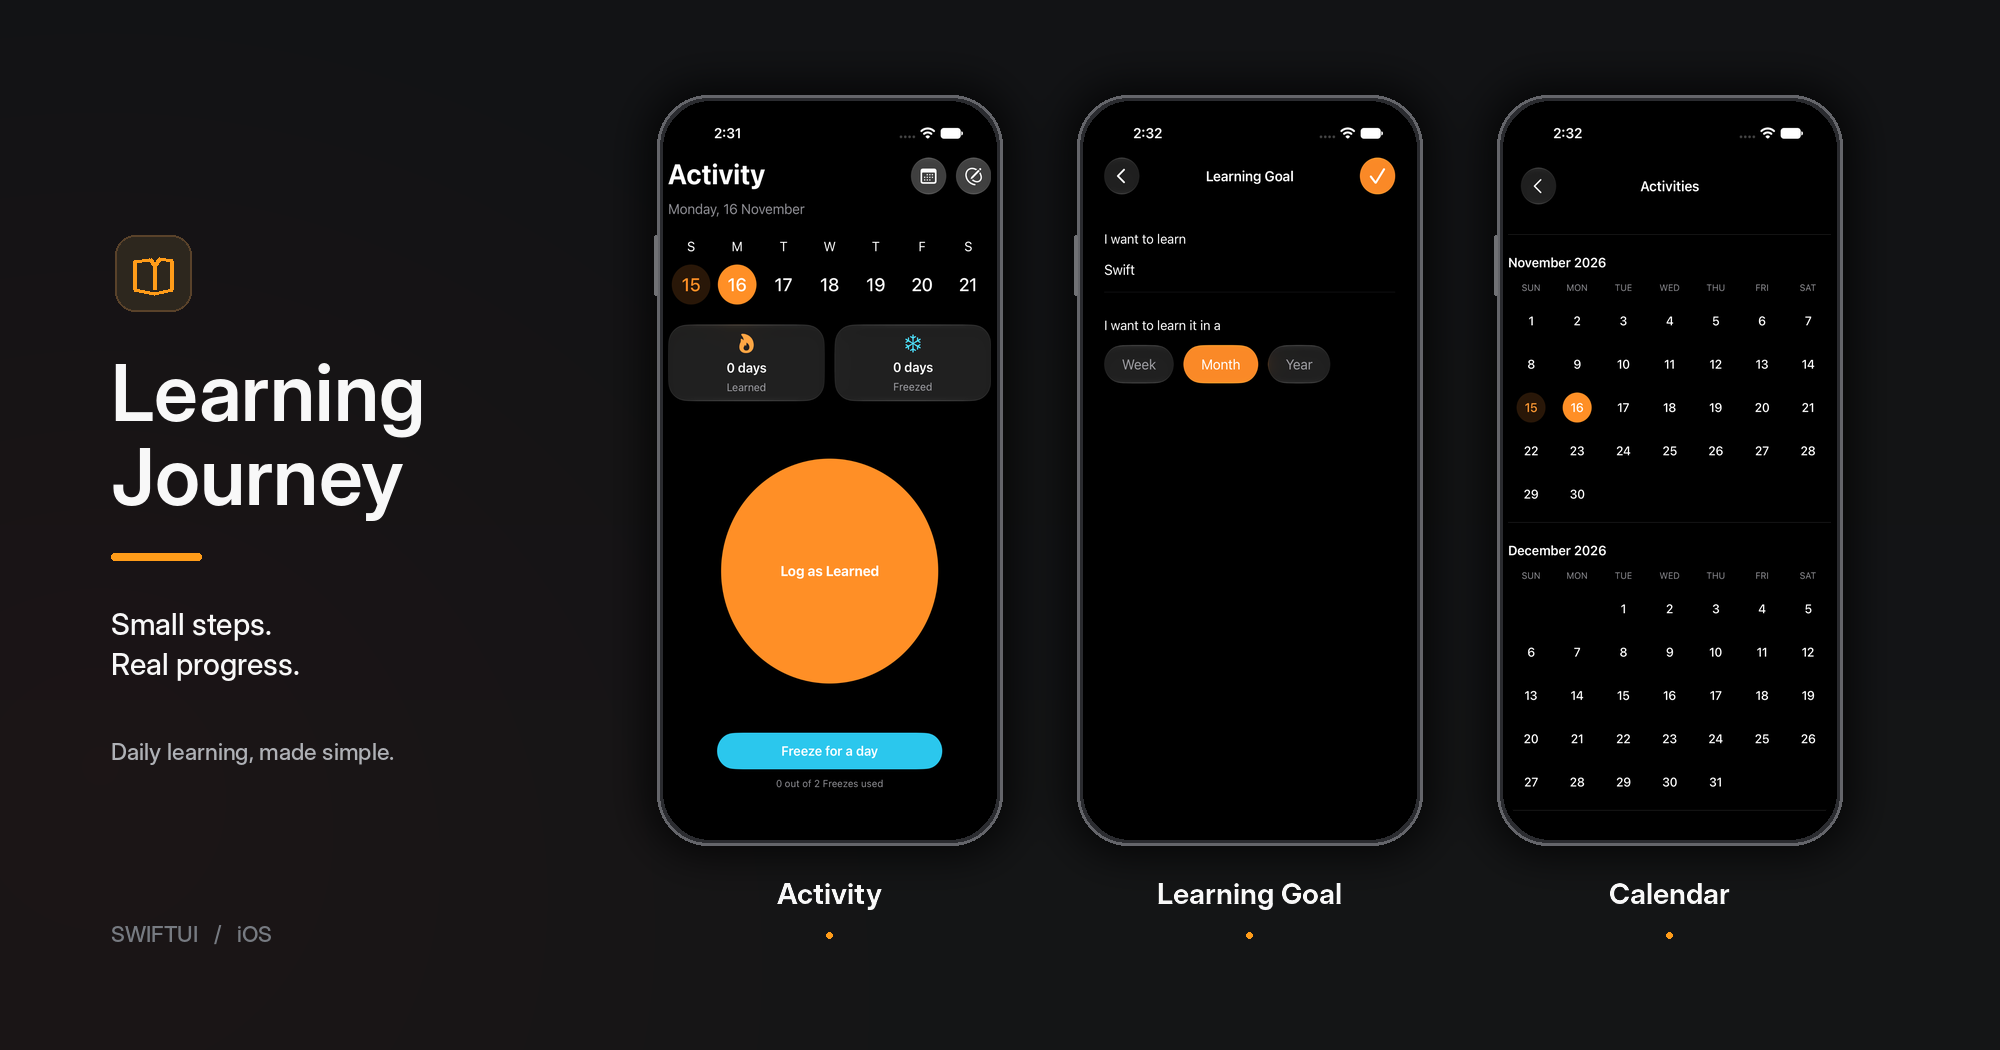 Learning
Journey
Small steps.
Real progress.
Daily learning, made simple.
SWIFTUI / iOS
2:31
Activity
Monday, 16 November
S M T W T F S
15 16 17 18 19 20 21
0 days
Learned
0 days
Freezed
Log as Learned
Freeze for a day
0 out of 2 Freezes used
Activity
2:32
Learning Goal
I want to learn
Swift
I want to learn it in a
Week Month Year
Learning Goal
2:32
Activities
November 2026
SUN MON TUE WED THU FRI SAT
1 2 3 4 5 6 7
8 9 10 11 12 13 14
15 16 17 18 19 20 21
22 23 24 25 26 27 28
29 30
December 2026
SUN MON TUE WED THU FRI SAT
1 2 3 4 5
6 7 8 9 10 11 12
13 14 15 16 17 18 19
20 21 22 23 24 25 26
27 28 29 30 31
Calendar